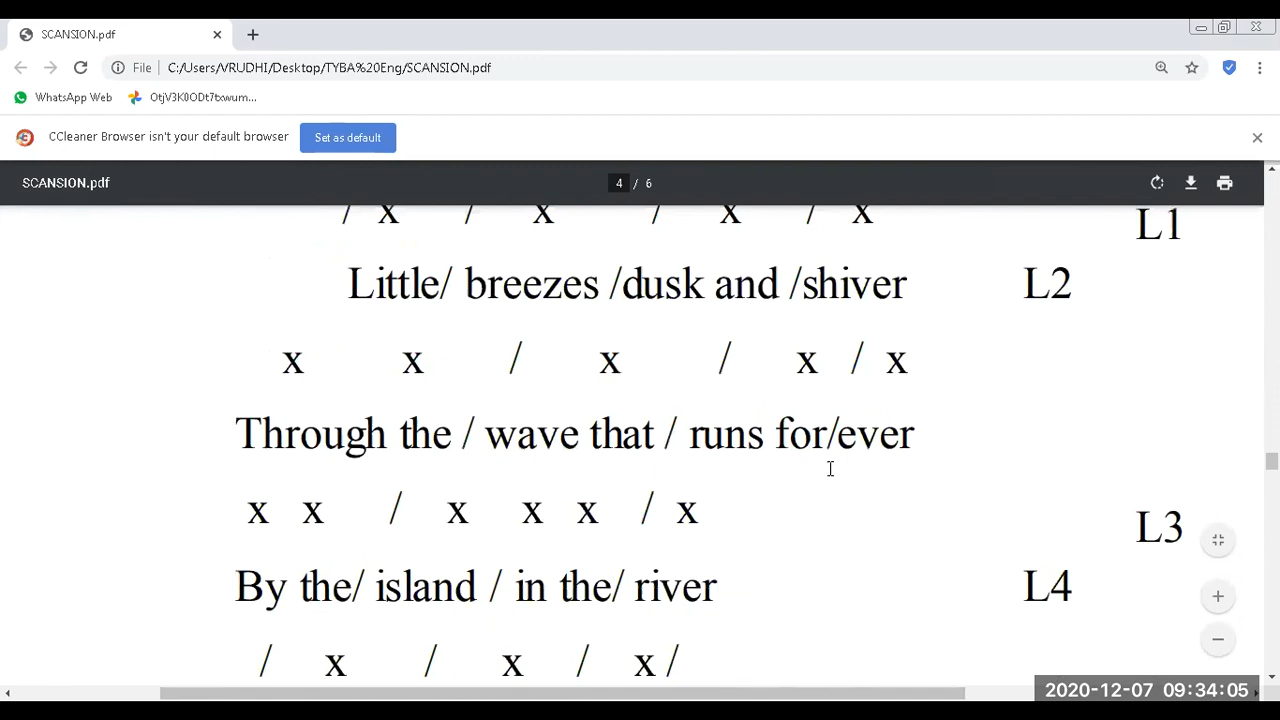 SCANSION.pdf
File C:/Users/VRUDHI/Desktop/TYBA%20Eng/SCANSION.pdf
WhatsApp Web OtjV3K0ODt7txwum...
CCleaner Browser isn't your default browser Set as default
SCANSION.pdf 4 / 6
/ x / x / x / x L1
Little/ breezes /dusk and /shiver L2
x x / x / x / x
Through the / wave that / runs for/ever
x x / x x x / x L3
By the/ island / in the/ river L4
/ x / x / x /
2020-12-07 09:34:05